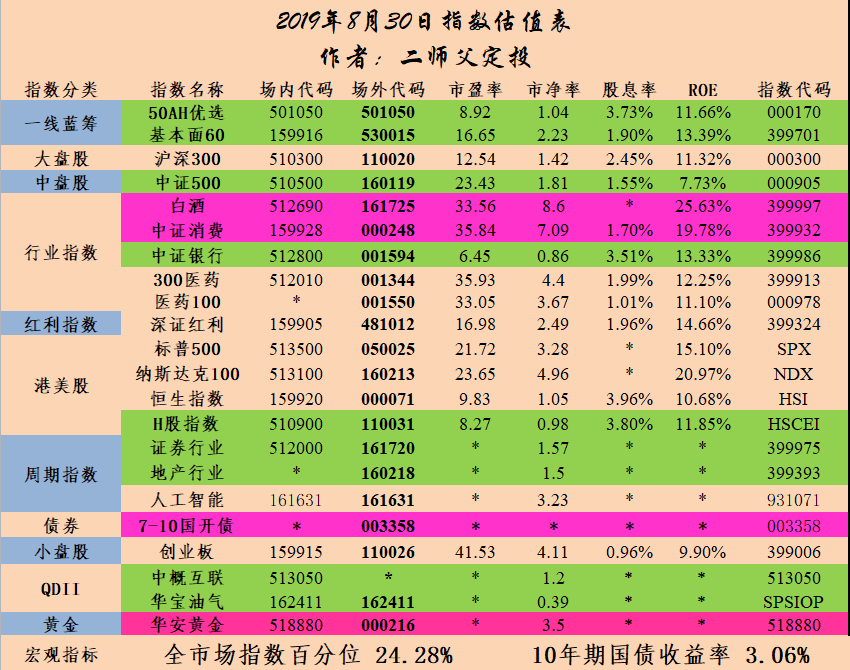 2019年8月30日指数估值表
作者：二师父定投
指数分类 指数名称 场内代码 场外代码 市盈率 市净率 股息率 ROE 指数代码
一线蓝筹 50AH优选 501050 501050 8.92 1.04 3.73% 11.66% 000170
基本面60 159916 530015 16.65 2.23 1.90% 13.39% 399701
大盘股 沪深300 510300 110020 12.54 1.42 2.45% 11.32% 000300
中盘股 中证500 510500 160119 23.43 1.81 1.55% 7.73% 000905
行业指数 白酒 512690 161725 33.56 8.6 * 25.63% 399997
中证消费 159928 000248 35.84 7.09 1.70% 19.78% 399932
中证银行 512800 001594 6.45 0.86 3.51% 13.33% 399986
300医药 512010 001344 35.93 4.4 1.99% 12.25% 399913
医药100 * 001550 33.05 3.67 1.01% 11.10% 000978
红利指数 深证红利 159905 481012 16.98 2.49 1.96% 14.66% 399324
港美股 标普500 513500 050025 21.72 3.28 * 15.10% SPX
纳斯达克100 513100 160213 23.65 4.96 * 20.97% NDX
恒生指数 159920 000071 9.83 1.05 3.96% 10.68% HSI
H股指数 510900 110031 8.27 0.98 3.80% 11.85% HSCEI
周期指数 证券行业 512000 161720 * 1.57 * * 399975
地产行业 * 160218 * 1.5 * * 399393
人工智能 161631 161631 * 3.23 * * 931071
债券 7-10国开债 * 003358 * * * * 003358
小盘股 创业板 159915 110026 41.53 4.11 0.96% 9.90% 399006
QDII 中概互联 513050 * * 1.2 * * 513050
华宝油气 162411 162411 * 0.39 * * SPSIOP
黄金 华安黄金 518880 000216 * 3.5 * * 518880
宏观指标 全市场指数百分位 24.28% 10年期国债收益率 3.06%